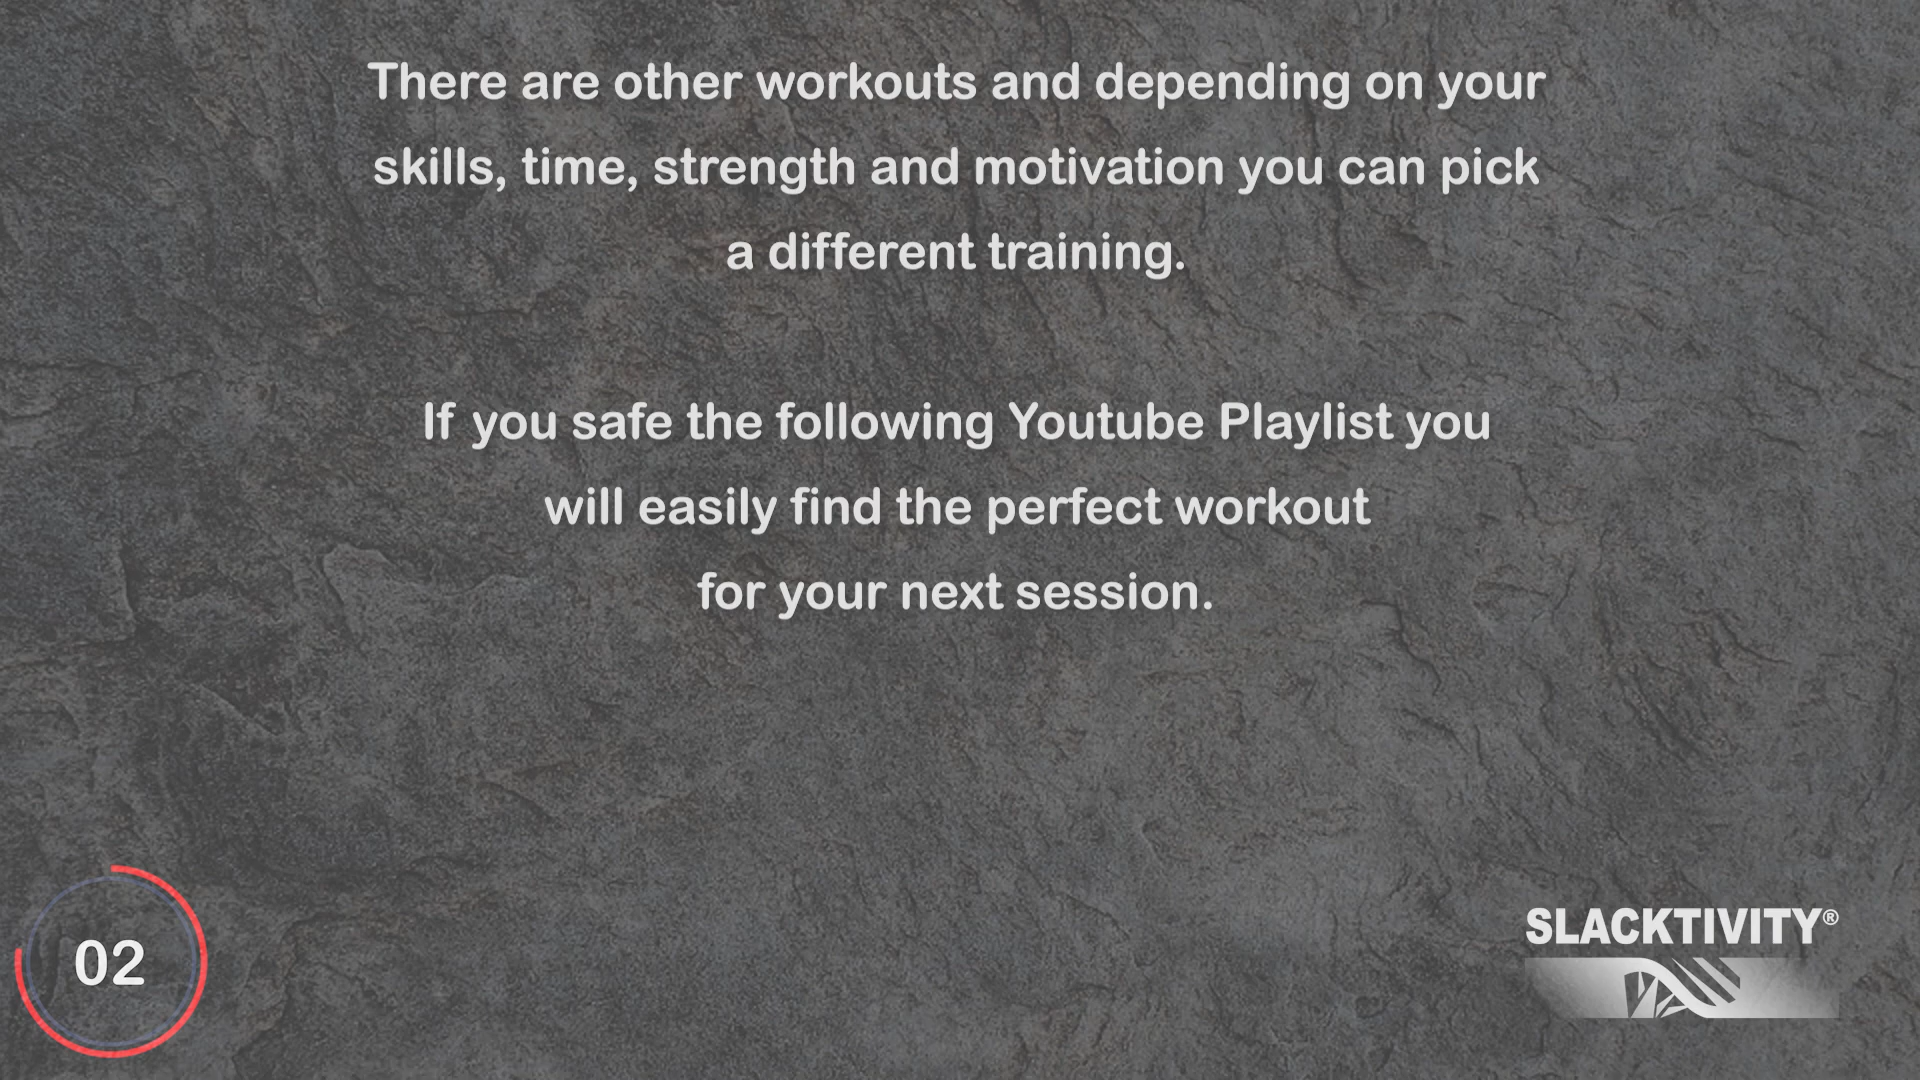 There are other workouts and depending on your
skills, time, strength and motivation you can pick
a different training.
If you safe the following Youtube Playlist you
will easily find the perfect workout
for your next session.
02
SLACKTIVITY®